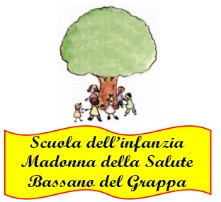 Scuola dell'infanzia
Madonna della Salute
Bassano del Grappa